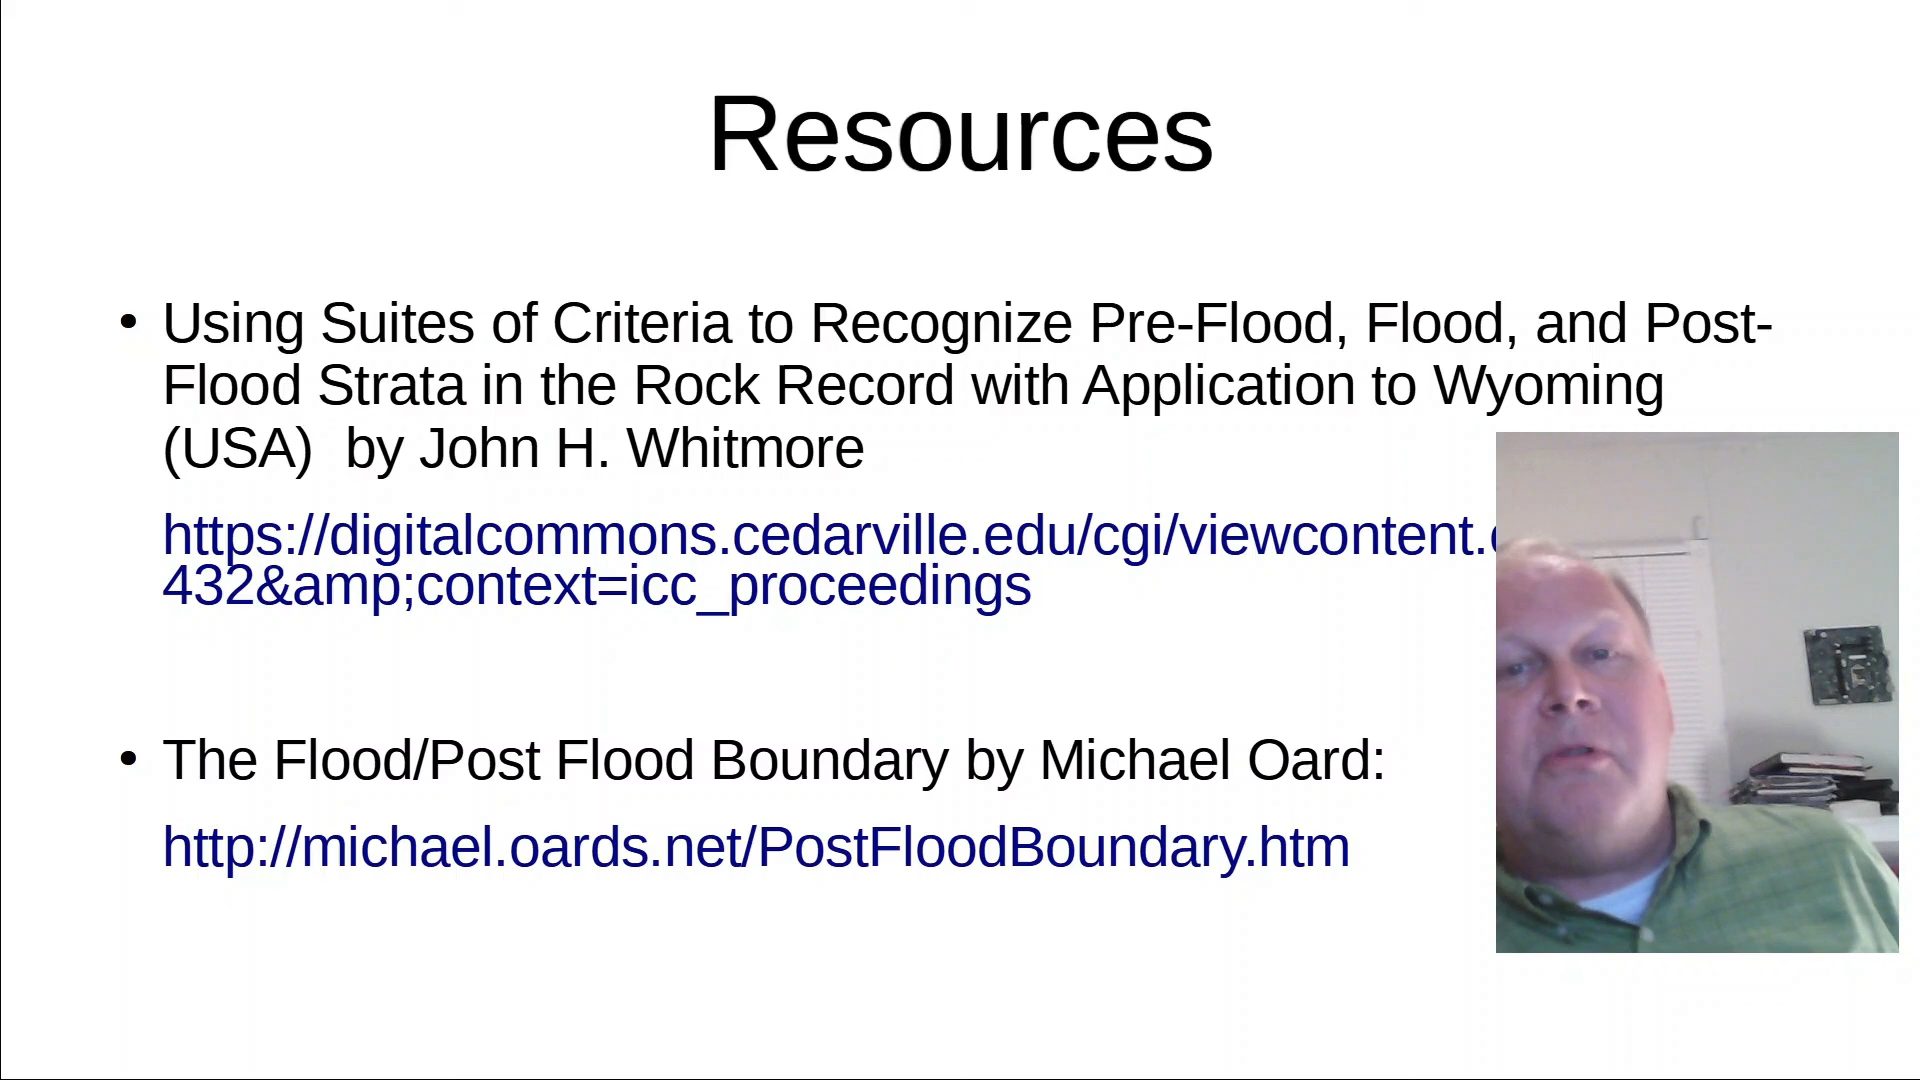 Resources
• Using Suites of Criteria to Recognize Pre-Flood, Flood, and Post-
Flood Strata in the Rock Record with Application to Wyoming
(USA)  by John H. Whitmore
https://digitalcommons.cedarville.edu/cgi/viewcontent.
432&amp;context=icc_proceedings
• The Flood/Post Flood Boundary by Michael Oard:
http://michael.oards.net/PostFloodBoundary.htm